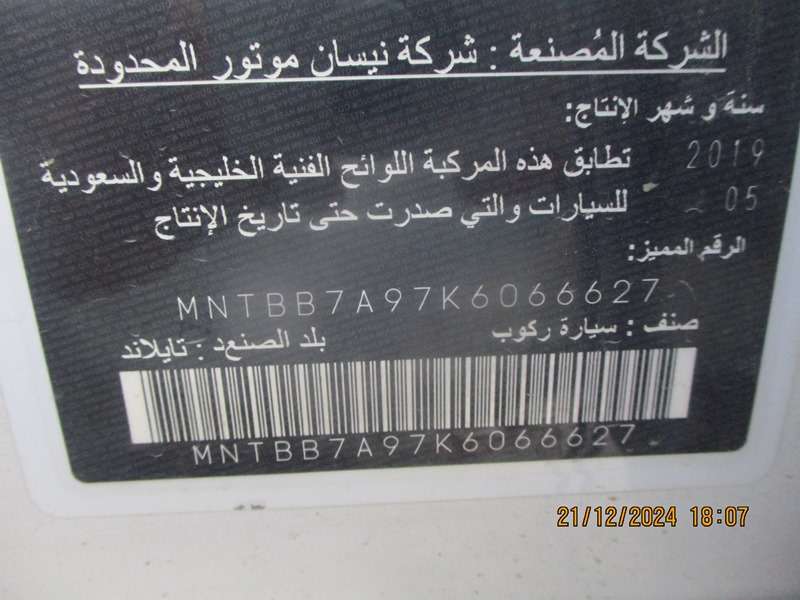 الشركة المُصنعة : شركة نيسان موتور المحدودة
سنة و شهر الإنتاج:
2019 تطابق هذه المركبة اللوائح الفنية الخليجية والسعودية
05 للسيارات والتي صدرت حتى تاريخ الإنتاج
الرقم المميز:
MNTBB7A97K6066627
صنف : سيارة ركوب بلد الصنع : تايلاند
MNTBB7A97K6066627
21/12/2024 18:07